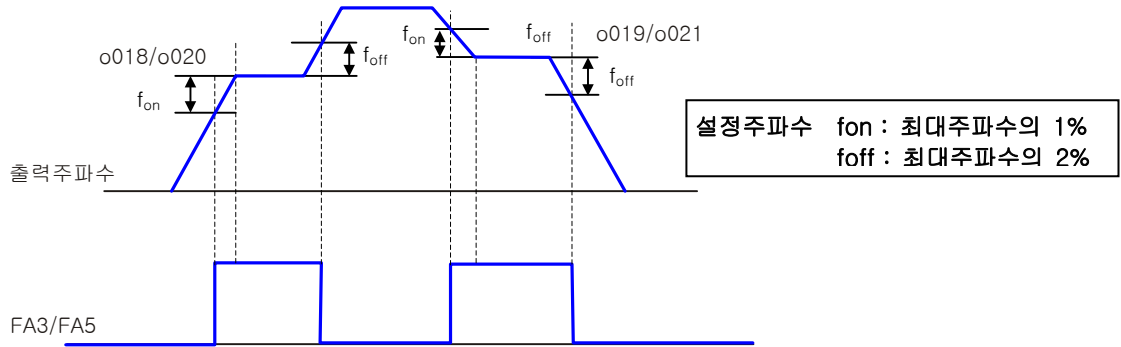 f_on
f_off
o019/o021
o018/o020
f_off
f_off
f_on
설정주파수 fon : 최대주파수의 1%
foff : 최대주파수의 2%
출력주파수
FA3/FA5